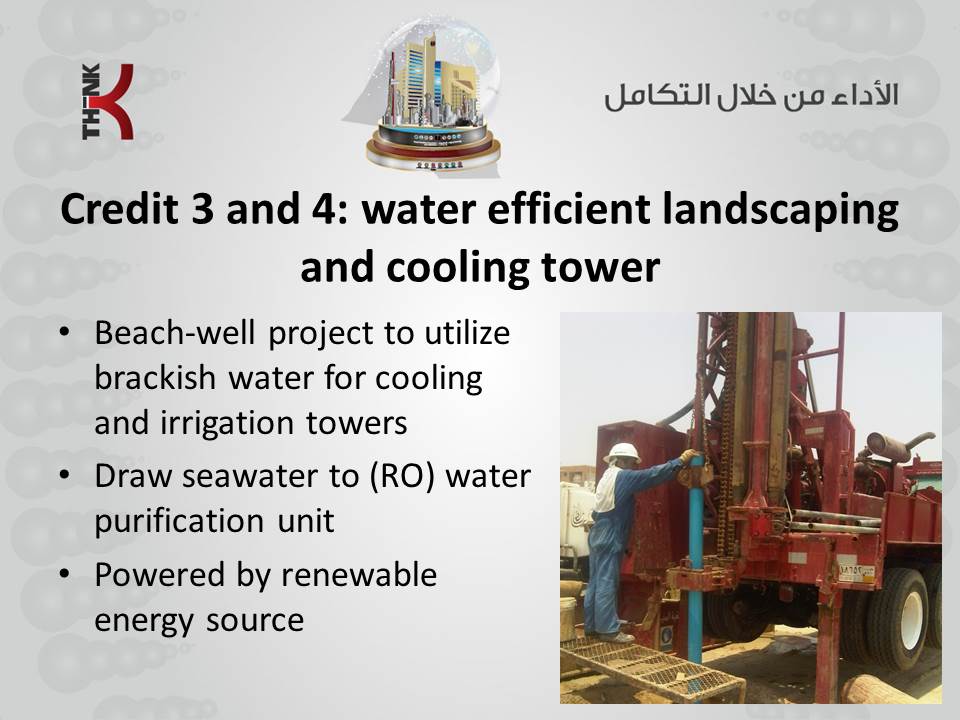 THINK
الأداء من خلال التكامل
Credit 3 and 4: water efficient landscaping
and cooling tower
• Beach-well project to utilize
brackish water for cooling
and irrigation towers
• Draw seawater to (RO) water
purification unit
• Powered by renewable
energy source